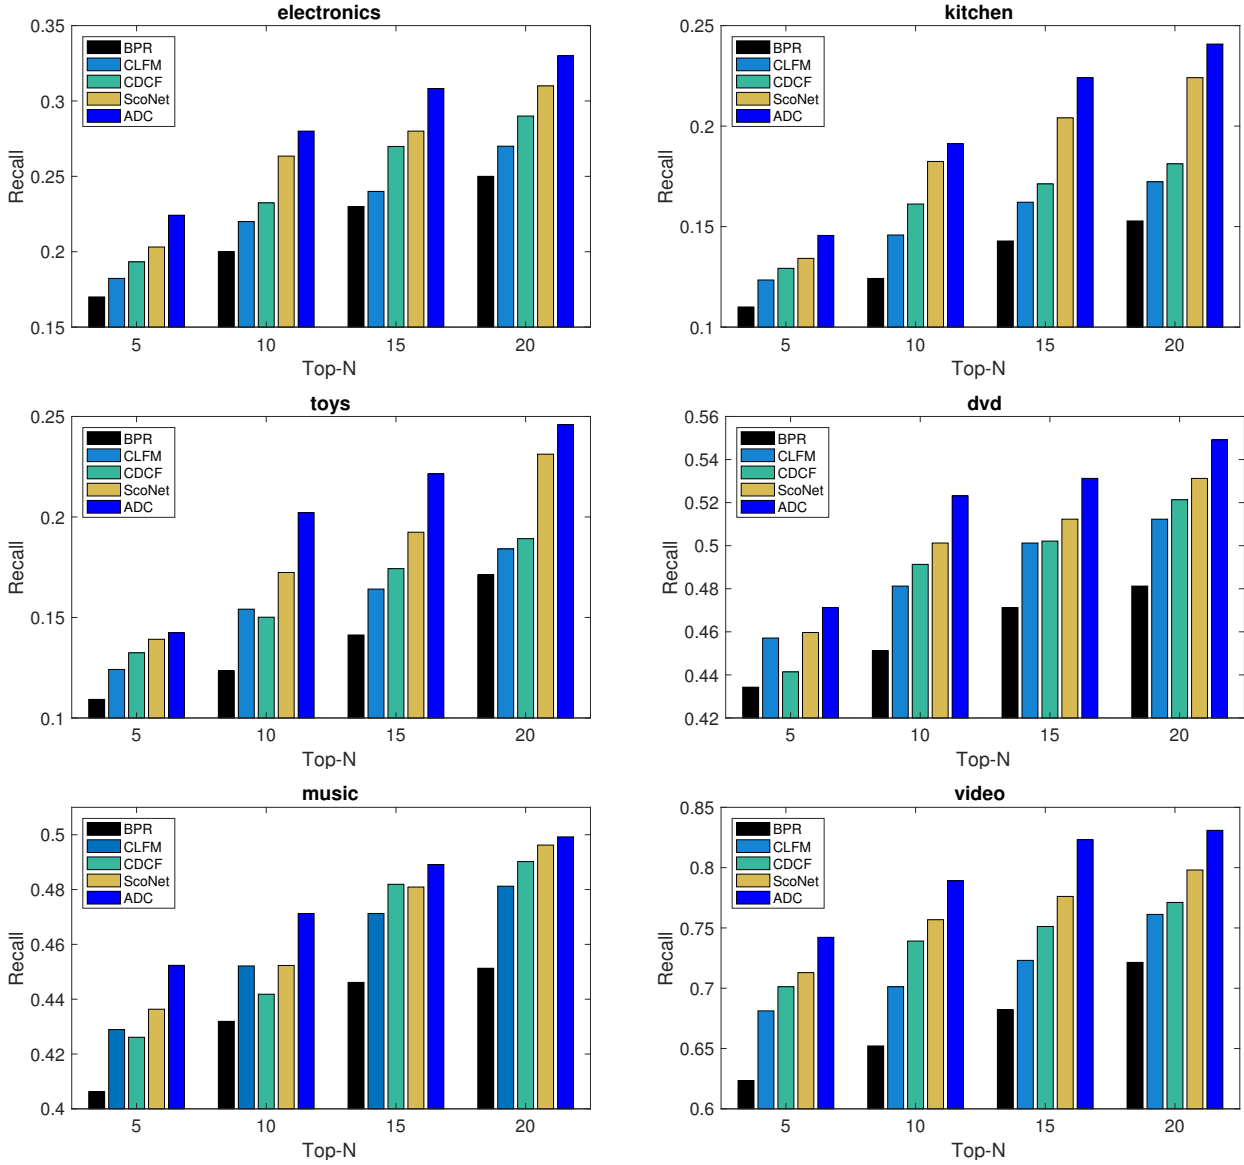 electronics
0.35
0.3
0.25
0.2
0.15
Recall
BPR
CLFM
CDCF
ScoNet
ADC
5 10 15 20
Top-N
kitchen
0.25
0.2
0.15
0.1
Recall
BPR
CLFM
CDCF
ScoNet
ADC
5 10 15 20
Top-N
toys
0.25
0.2
0.15
0.1
Recall
BPR
CLFM
CDCF
ScoNet
ADC
5 10 15 20
Top-N
dvd
0.56
0.54
0.52
0.5
0.48
0.46
0.44
0.42
Recall
BPR
CLFM
CDCF
ScoNet
ADC
5 10 15 20
Top-N
music
0.5
0.48
0.46
0.44
0.42
0.4
Recall
BPR
CLFM
CDCF
ScoNet
ADC
5 10 15 20
Top-N
video
0.85
0.8
0.75
0.7
0.65
0.6
Recall
BPR
CLFM
CDCF
ScoNet
ADC
5 10 15 20
Top-N